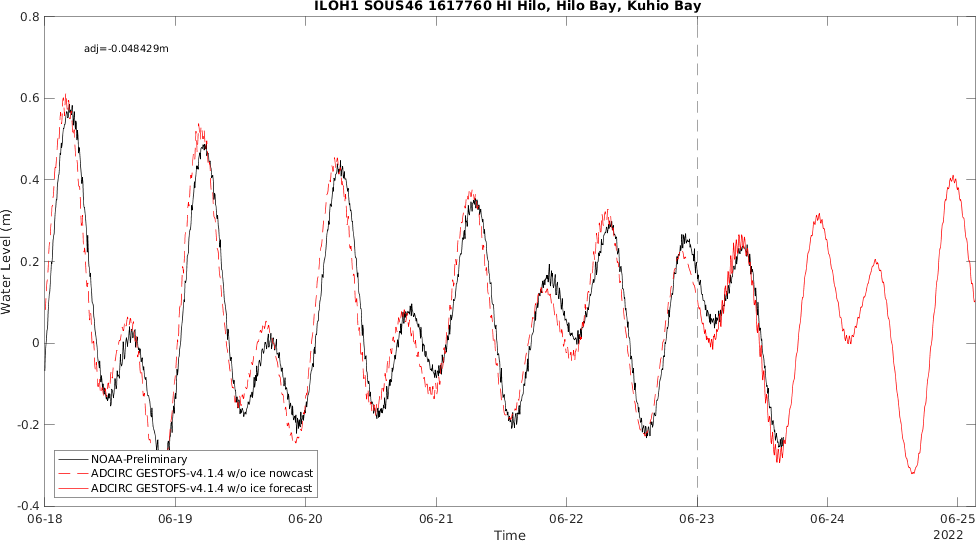 ILOH1 SOUS46 1617760 HI Hilo, Hilo Bay, Kuhio Bay
adj=-0.048429m
Water Level (m)
0.8
0.6
0.4
0.2
0
-0.2
-0.4
NOAA-Preliminary
ADCIRC GESTOFS-v4.1.4 w/o ice nowcast
ADCIRC GESTOFS-v4.1.4 w/o ice forecast
06-18 06-19 06-20 06-21 06-22 06-23 06-24 06-25
Time
2022